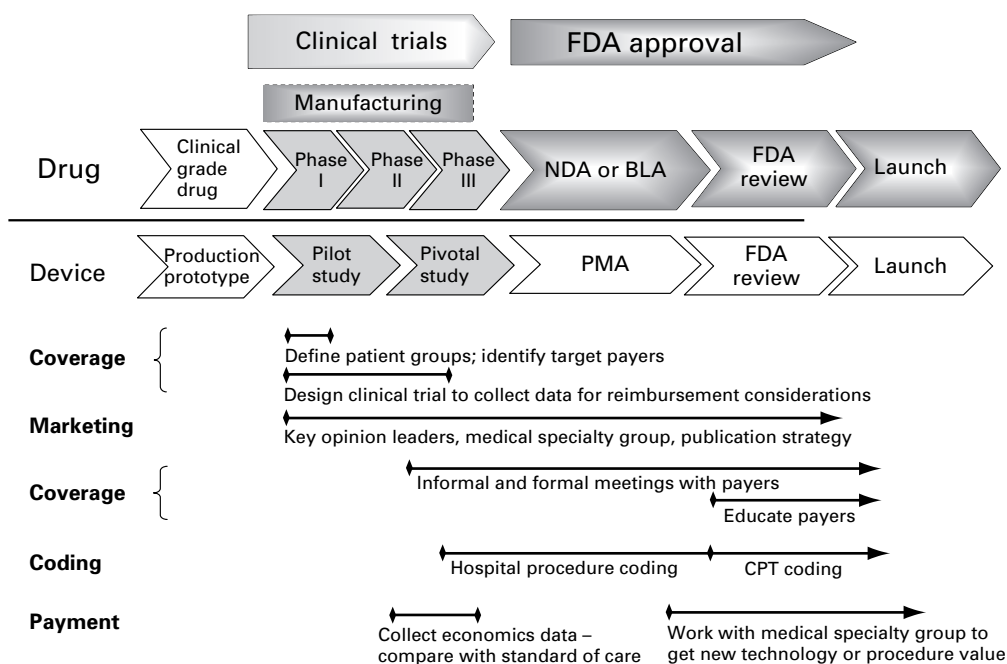 Clinical trials
FDA approval
Manufacturing
Drug
Clinical
grade
drug
Phase
I
Phase
II
Phase
III
NDA or BLA
FDA
review
Launch
Device
Production
prototype
Pilot
study
Pivotal
study
PMA
FDA
review
Launch
Coverage
Define patient groups; identify target payers
Design clinical trial to collect data for reimbursement considerations
Marketing
Key opinion leaders, medical specialty group, publication strategy
Coverage
Informal and formal meetings with payers
Educate payers
Coding
Hospital procedure coding
CPT coding
Payment
Collect economics data –
compare with standard of care
Work with medical specialty group to
get new technology or procedure value